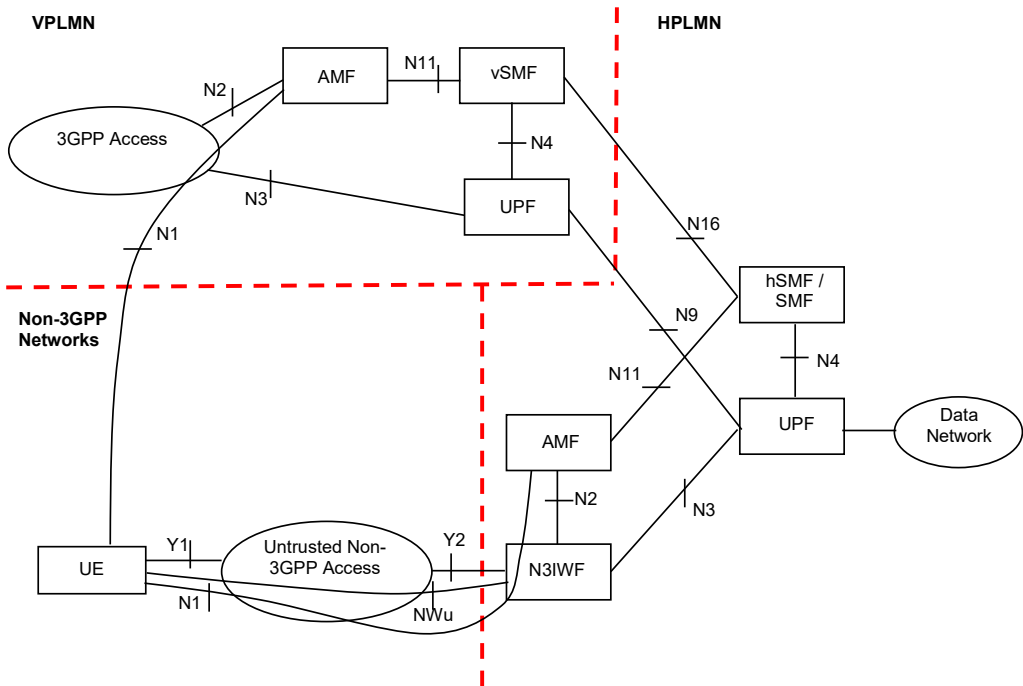 VPLMN
HPLMN
N11
AMF
vSMF
N2
3GPP Access
N4
N3
UPF
N1
N16
hSMF /
SMF
Non-3GPP
Networks
N9
N11
N4
AMF
UPF
Data
Network
N2
N3
Y1
Untrusted Non-
3GPP Access
Y2
UE
N3IWF
N1
NWu